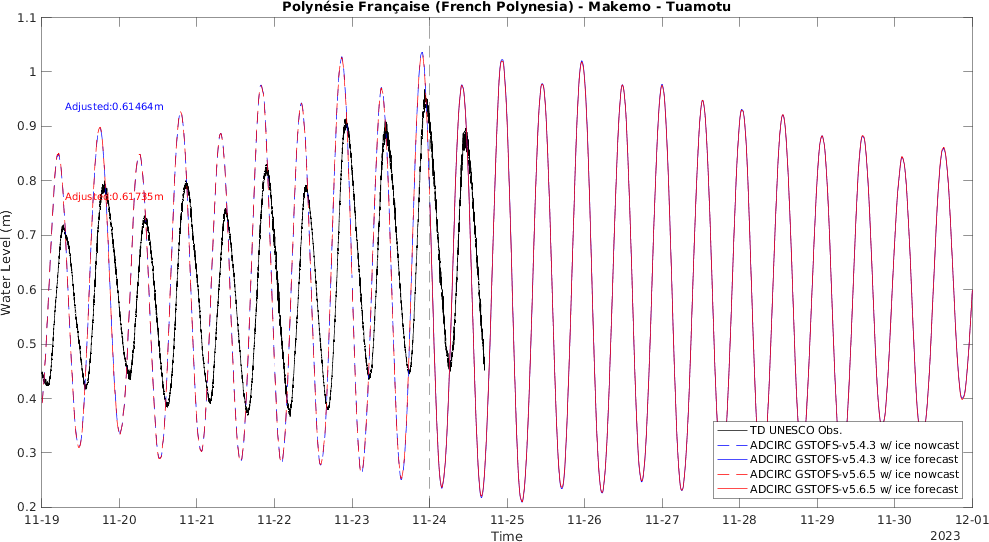 Polynésie Française (French Polynesia) - Makemo - Tuamotu
1.1
1
0.9
0.8
0.7
0.6
0.5
0.4
0.3
0.2
Water Level (m)
Adjusted:0.61464m
Adjusted:0.61735m
TD UNESCO Obs.
ADCIRC GSTOFS-v5.4.3 w/ ice nowcast
ADCIRC GSTOFS-v5.4.3 w/ ice forecast
ADCIRC GSTOFS-v5.6.5 w/ ice nowcast
ADCIRC GSTOFS-v5.6.5 w/ ice forecast
11-19 11-20 11-21 11-22 11-23 11-24 11-25 11-26 11-27 11-28 11-29 11-30 12-01
Time
2023